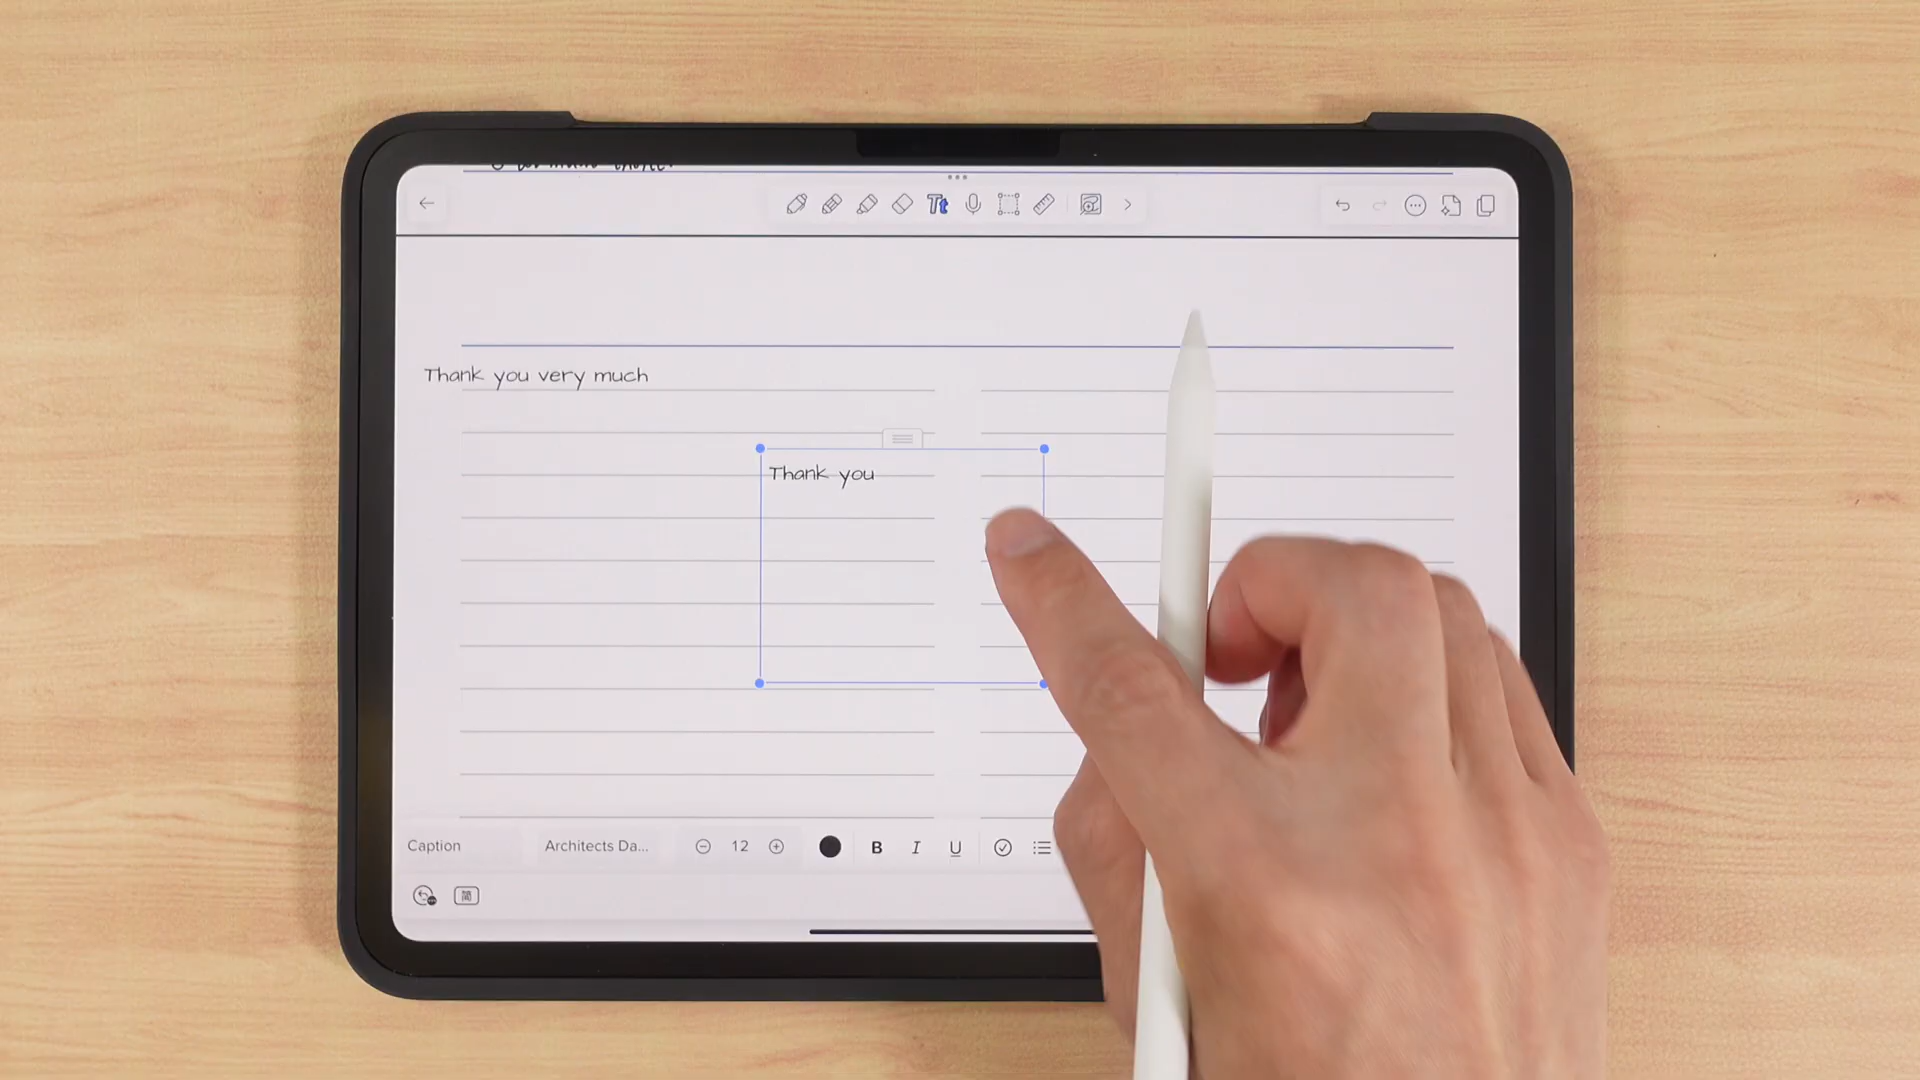 Thank you very much
Thank you
Caption
Architects Da...
12
B
I
U